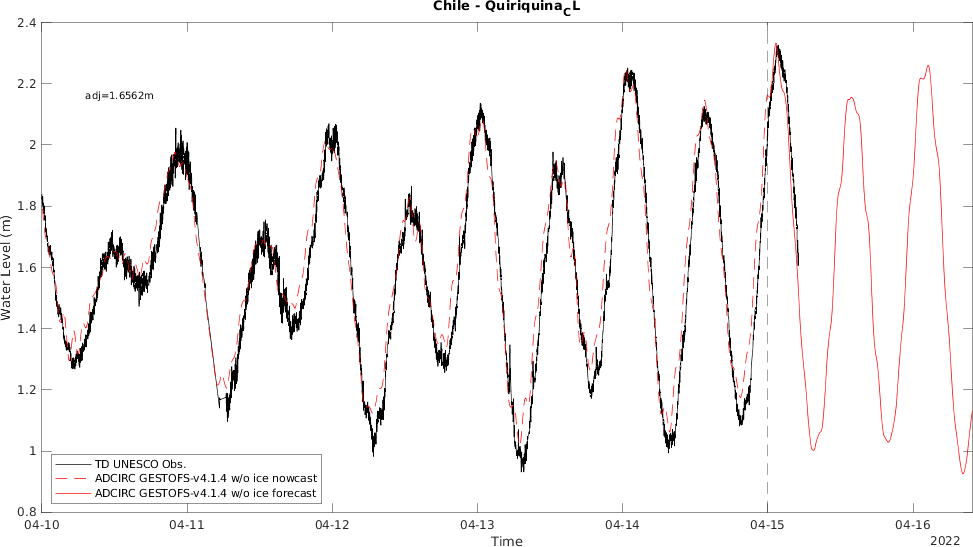 Chile - Quiriquina_CL
2.4
2.2
2
1.8
1.6
1.4
1.2
1
0.8
Water Level (m)
adj=1.6562m
TD UNESCO Obs.
ADCIRC GESTOFS-v4.1.4 w/o ice nowcast
ADCIRC GESTOFS-v4.1.4 w/o ice forecast
04-10 04-11 04-12 04-13 04-14 04-15 04-16
Time
2022